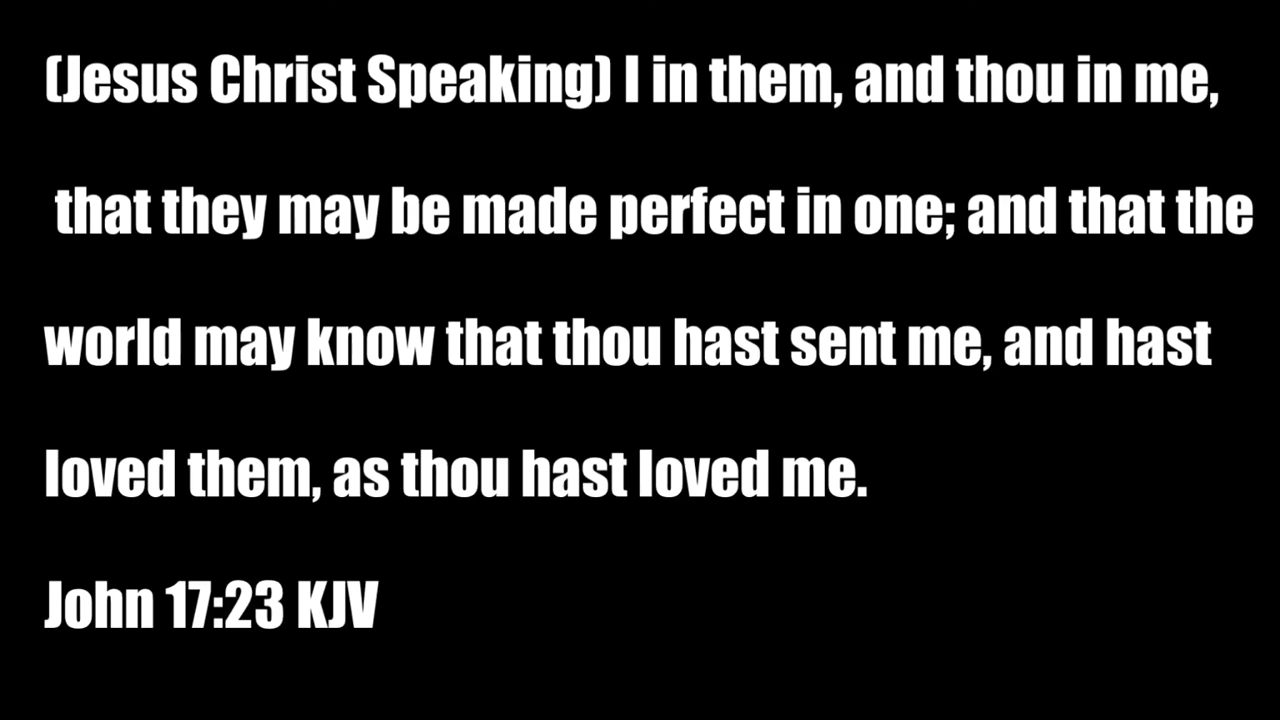 (Jesus Christ Speaking) I in them, and thou in me,
that they may be made perfect in one; and that the
world may know that thou hast sent me, and hast
loved them, as thou hast loved me.
John 17:23 KJV